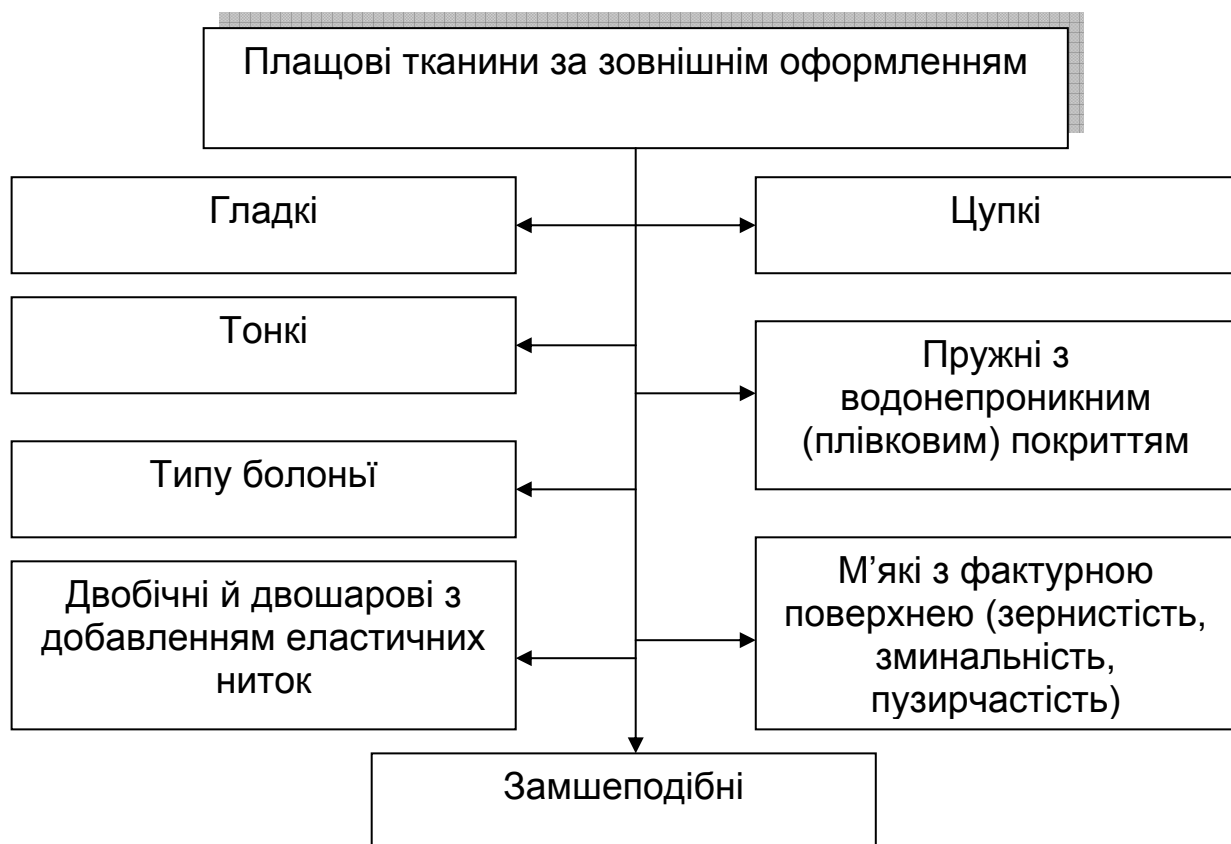 Плащові тканини за зовнішнім оформленням
Гладкі
Цупкі
Тонкі
Пружні з
водонепроникним
(плівковим) покриттям
Типу болоньї
Двобічні й двошарові з
добавленням еластичних
ниток
М’які з фактурною
поверхнею (зернистість,
зминальність,
пузирчастість)
Замшеподібні